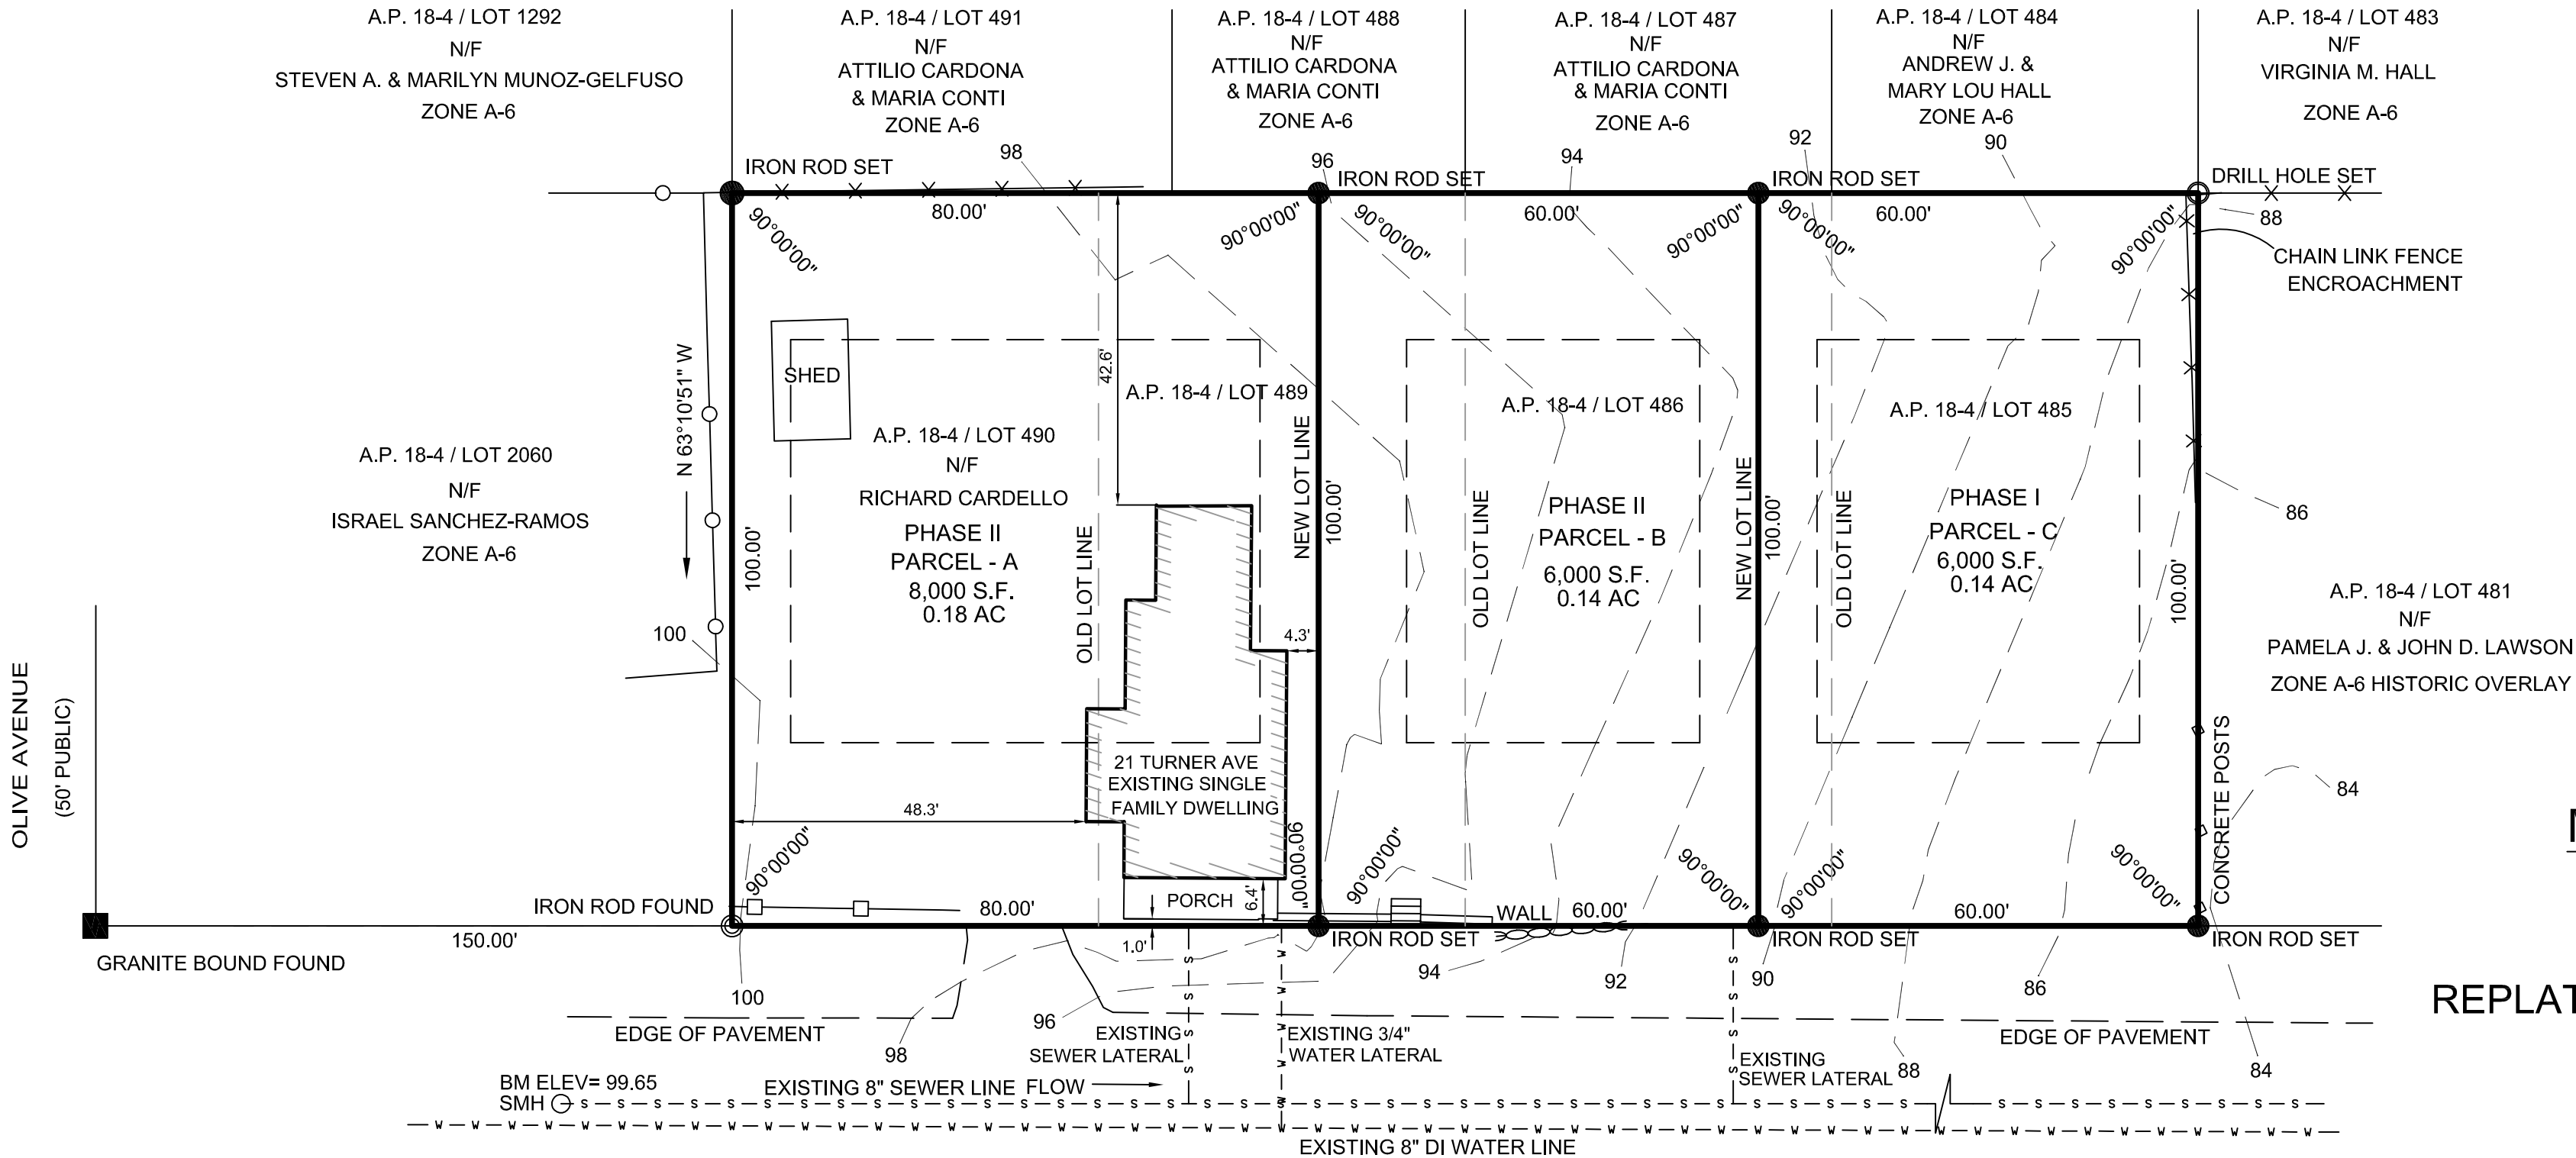 A.P. 18-4 / LOT 1292
N/F
STEVEN A. & MARILYN MUNOZ-GELFUSO
ZONE A-6
A.P. 18-4 / LOT 491
N/F
ATTILIO CARDONA
& MARIA CONTI
ZONE A-6
A.P. 18-4 / LOT 488
N/F
ATTILIO CARDONA
& MARIA CONTI
ZONE A-6
A.P. 18-4 / LOT 487
N/F
ATTILIO CARDONA
& MARIA CONTI
ZONE A-6
A.P. 18-4 / LOT 484
N/F
ANDREW J. &
MARY LOU HALL
ZONE A-6
A.P. 18-4 / LOT 483
N/F
VIRGINIA M. HALL
ZONE A-6
98
96
94
92
90
IRON ROD SET
IRON ROD SET
IRON ROD SET
DRILL HOLE SET
80.00'
60.00'
60.00'
88
90°00'00"
90°00'00"
90°00'00"
90°00'00"
90°00'00"
90°00'00"
CHAIN LINK FENCE
ENCROACHMENT
N 63°10'51" W
SHED
42.6'
A.P. 18-4 / LOT 489
A.P. 18-4 / LOT 486
A.P. 18-4 / LOT 485
A.P. 18-4 / LOT 490
N/F
RICHARD CARDELLO
PHASE II
PARCEL - A
8,000 S.F.
0.18 AC
PHASE II
PARCEL - B
6,000 S.F.
0.14 AC
PHASE I
PARCEL - C
6,000 S.F.
0.14 AC
A.P. 18-4 / LOT 2060
N/F
ISRAEL SANCHEZ-RAMOS
ZONE A-6
86
A.P. 18-4 / LOT 481
N/F
PAMELA J. & JOHN D. LAWSON
ZONE A-6 HISTORIC OVERLAY
100.00'
OLD LOT LINE
NEW LOT LINE
100.00'
OLD LOT LINE
NEW LOT LINE
100.00'
OLD LOT LINE
100.00'
100
4.3'
OLIVE AVENUE
(50' PUBLIC)
21 TURNER AVE
EXISTING SINGLE
FAMILY DWELLING
48.3'
84
CONCRETE POSTS
90°00'00"
90°00'00"
90°00'00"
90°00'00"
90°00'00"
90°00'00"
IRON ROD FOUND
80.00'
PORCH
6.4'
WALL
60.00'
60.00'
150.00'
1.0'
IRON ROD SET
IRON ROD SET
IRON ROD SET
GRANITE BOUND FOUND
94
92
90
86
100
96
98
REPLAT
EDGE OF PAVEMENT
EXISTING
SEWER LATERAL
EXISTING 3/4"
WATER LATERAL
EDGE OF PAVEMENT
EXISTING
SEWER LATERAL
88
84
BM ELEV= 99.65
SMH
EXISTING 8" SEWER LINE FLOW
S S S S S S S S S S S S S S S S S S S S S S S S S S S S S S S S S S
W W W W W W W W W W W W W W W W W W W W W W W W W W W W W W W W W W W W W W W W
EXISTING 8" DI WATER LINE